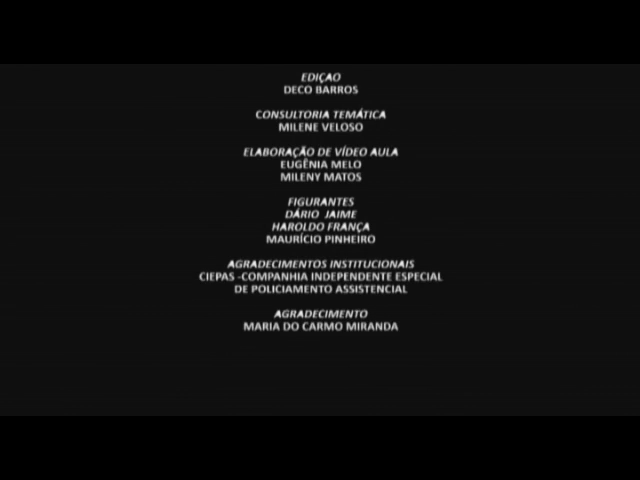 EDIÇAO
DECO BARROS
CONSULTORIA TEMÁTICA
MILENE VELOSO
ELABORAÇÃO DE VÍDEO AULA
EUGÊNIA MELO
MILENY MATOS
FIGURANTES
DÁRIO JAIME
HAROLDO FRANÇA
MAURÍCIO PINHEIRO
AGRADECIMENTOS INSTITUCIONAIS
CIEPAS -COMPANHIA INDEPENDENTE ESPECIAL
DE POLICIAMENTO ASSISTENCIAL
AGRADECIMENTO
MARIA DO CARMO MIRANDA